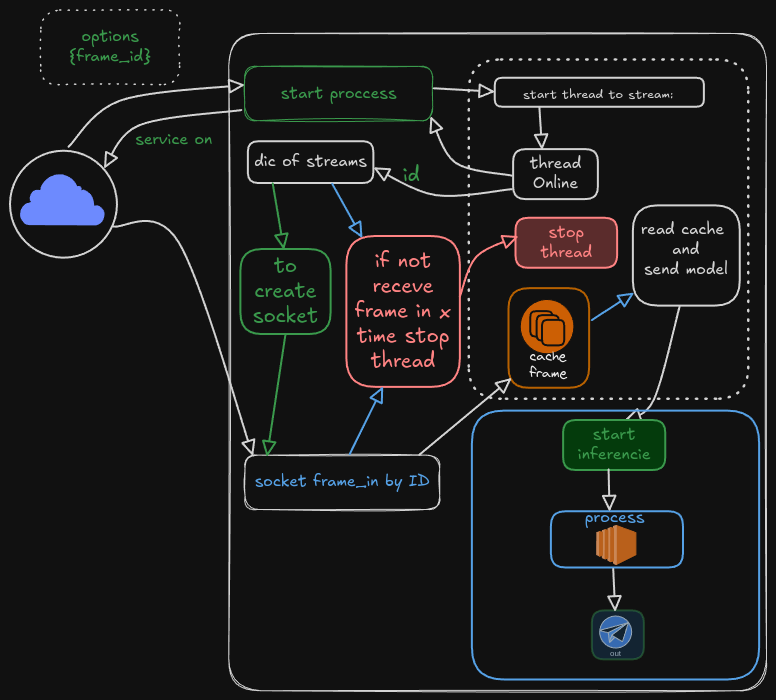 options
{frame_id}
start proccess
start thread to stream:
service on
dic of streams
id
thread
Online
stop
thread
read cache
and
send model
to
create
socket
if not
receve
frame in x
time stop
thread
cache
frame
start
inferencie
socket frame_in by ID
process
out